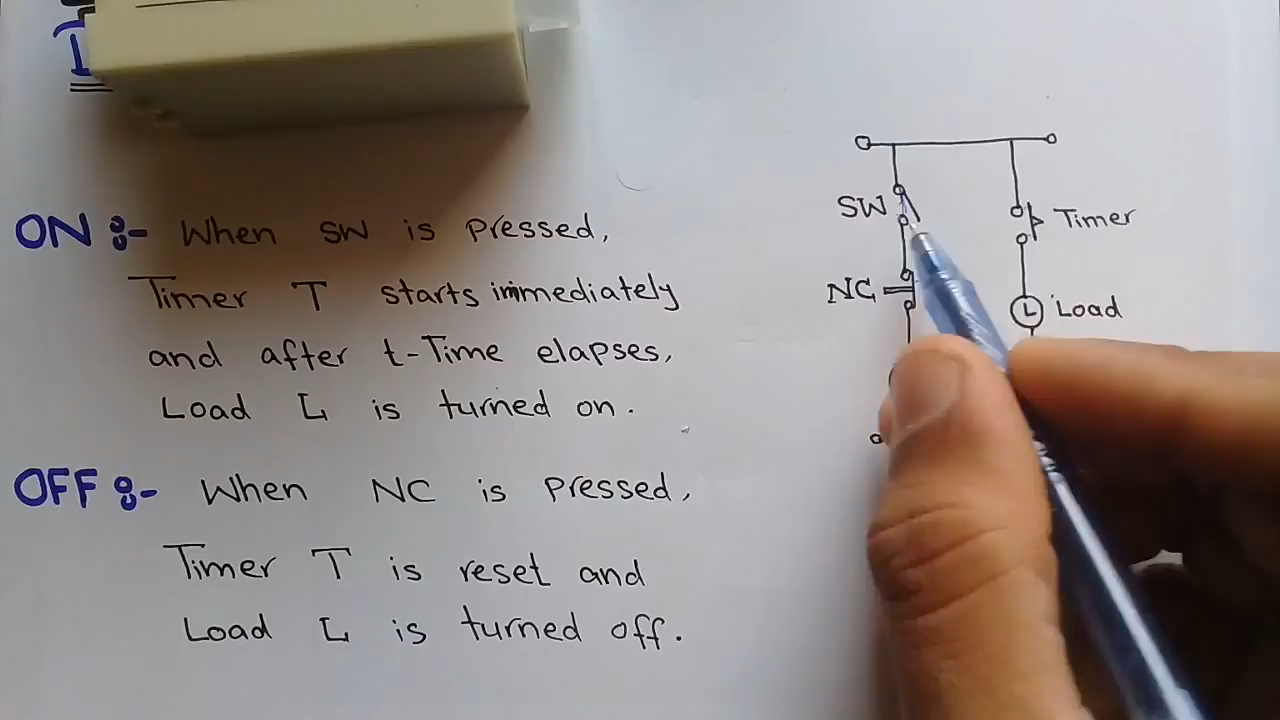 ON :- When SW is pressed,
Timer T starts immediately
and after t-Time elapses,
Load L is turned on.
OFF :- When NC is pressed,
Timer T is reset and
Load L is turned off.
SW
Timer
NC
L Load